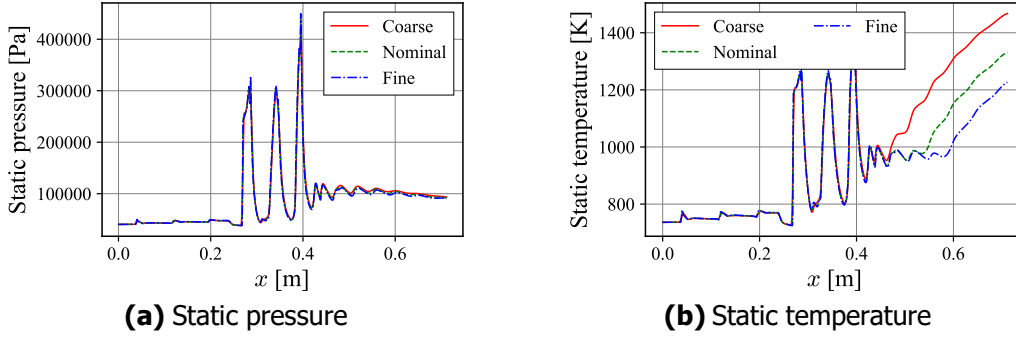 Static pressure [Pa]
400000
300000
200000
100000
0.0 0.2 0.4 0.6
x [m]
Coarse
Nominal
Fine
(a) Static pressure
Static temperature [K]
1400
1200
1000
800
0.0 0.2 0.4 0.6
x [m]
Coarse
Nominal
Fine
(b) Static temperature